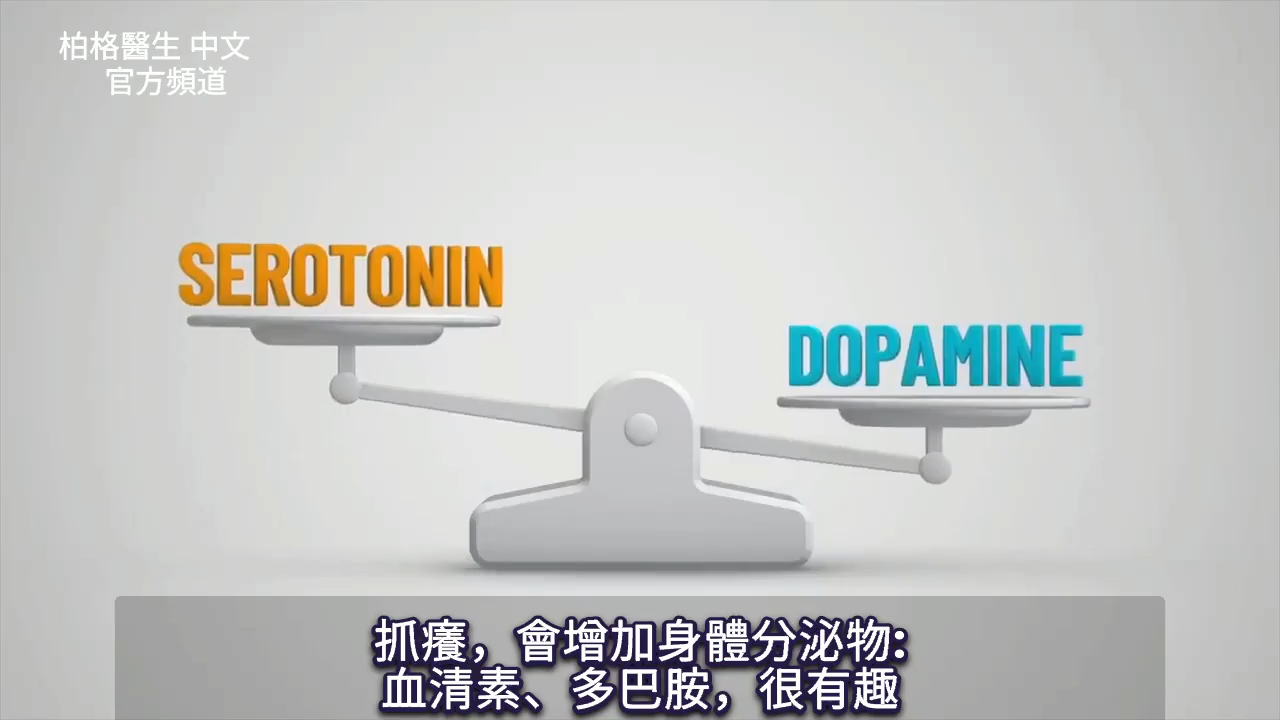 柏格醫生 中文
官方頻道
SEROTONIN
DOPAMINE
抓癢，會增加身體分泌物:
血清素、多巴胺，很有趣